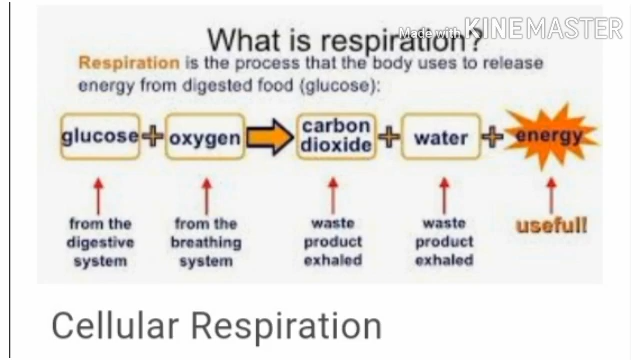 Made with KINEMASTER
What is respiration?
Respiration is the process that the body uses to release
energy from digested food (glucose):
glucose + oxygen carbon dioxide + water + energy
from the digestive system
from the breathing system
waste product exhaled
waste product exhaled
useful!
Cellular Respiration